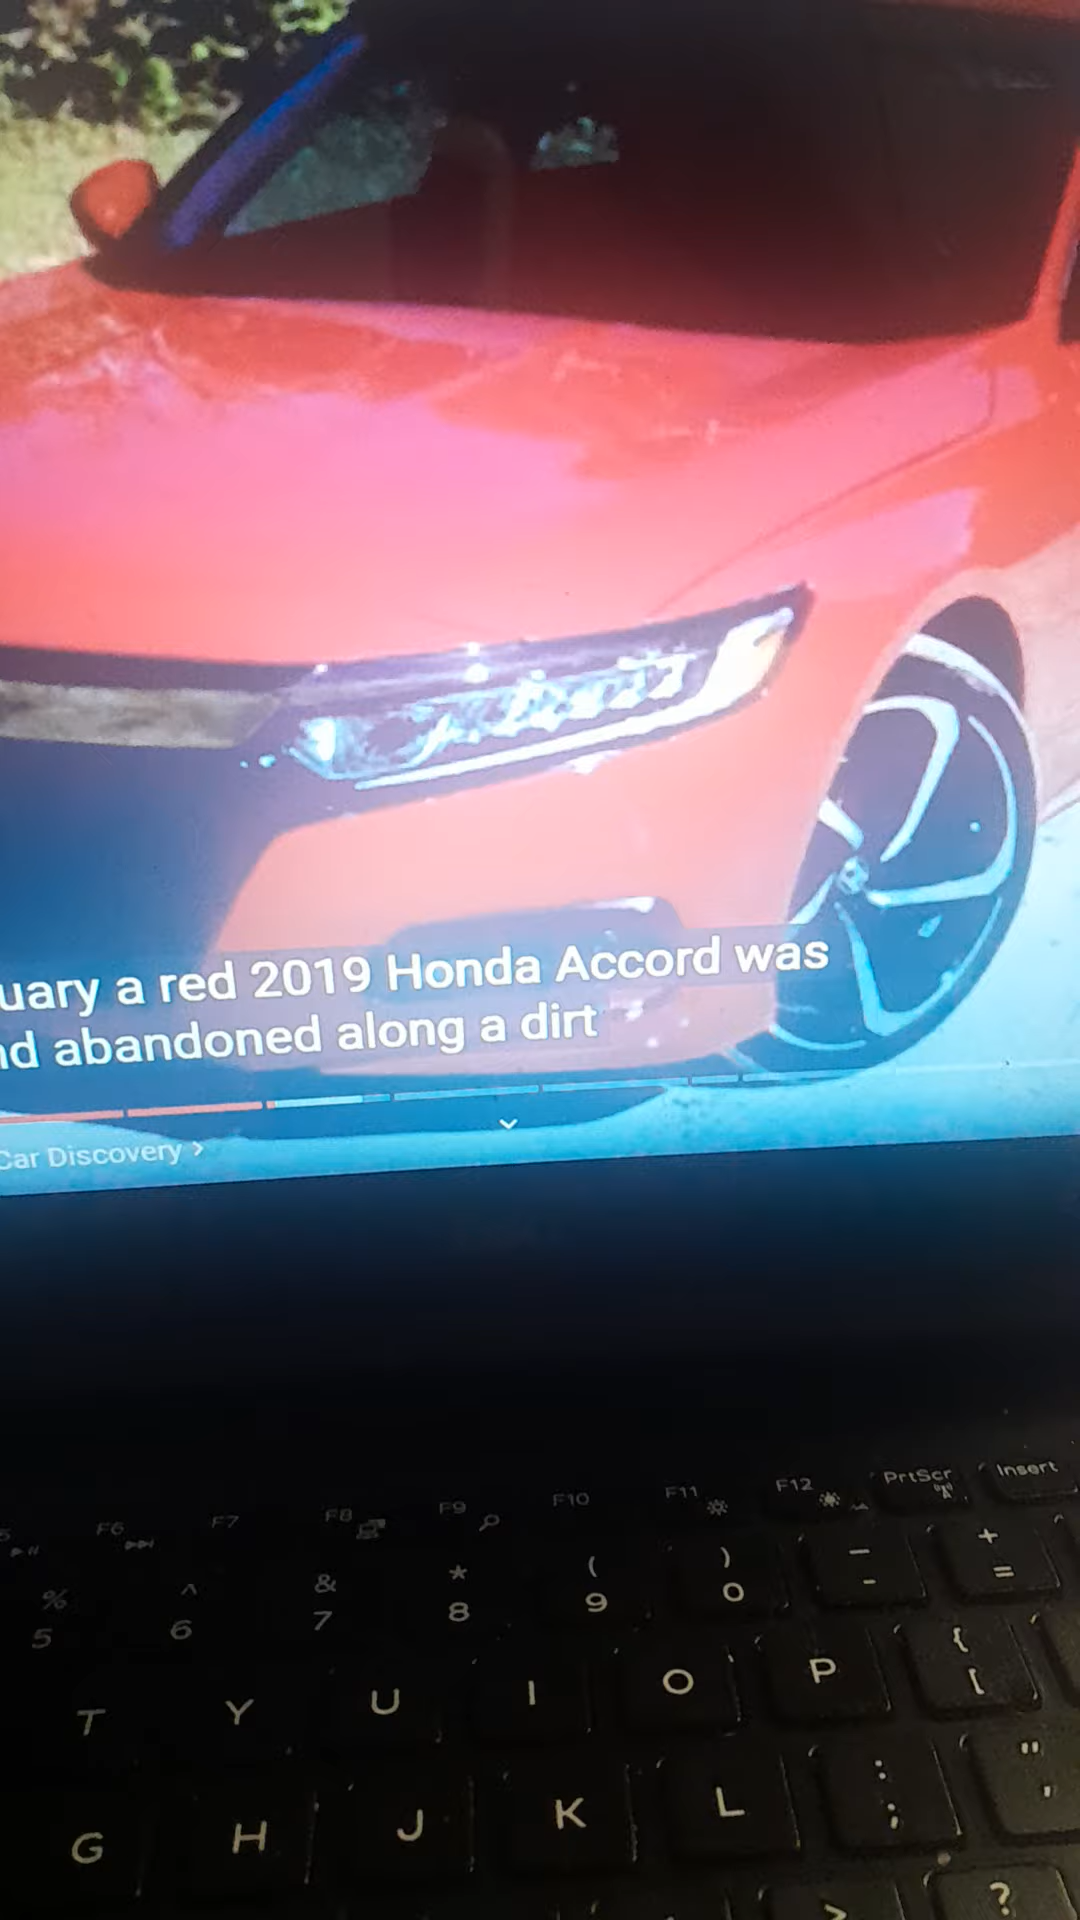 a red 2019 Honda Accord was
abandoned along a dirt
Car Discovery >
F6
F7
F8
F9
F10
F11
F12
PrtScr
Insert
%
^
&
*
(
)
—
+
5
6
7
8
9
0
-
=
T
Y
U
I
O
P
{
[
G
H
J
K
L
:
;
"
'
>
?